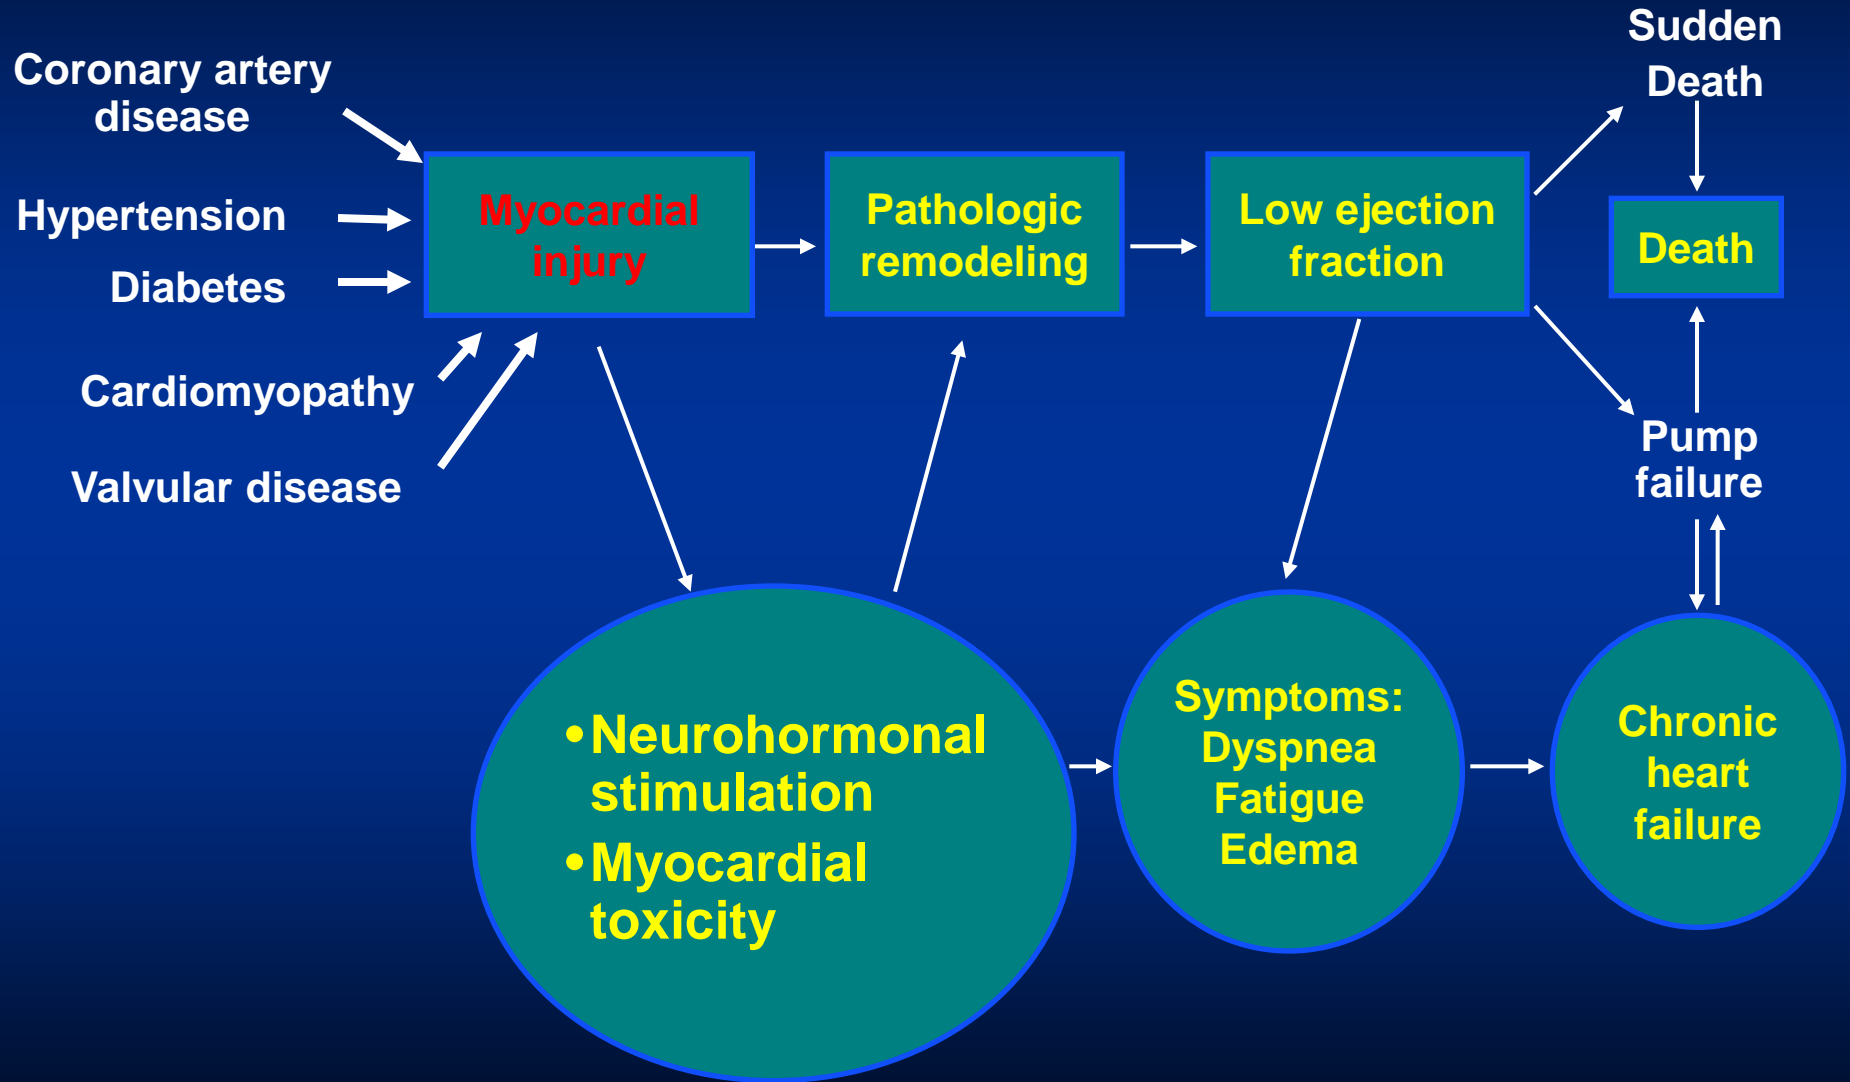 Coronary artery
disease
Hypertension
Diabetes
Cardiomyopathy
Valvular disease
Myocardial
injury
Pathologic
remodeling
Low ejection
fraction
Sudden
Death
Death
Pump
failure
•Neurohormonal
stimulation
•Myocardial
toxicity
Symptoms:
Dyspnea
Fatigue
Edema
Chronic
heart
failure